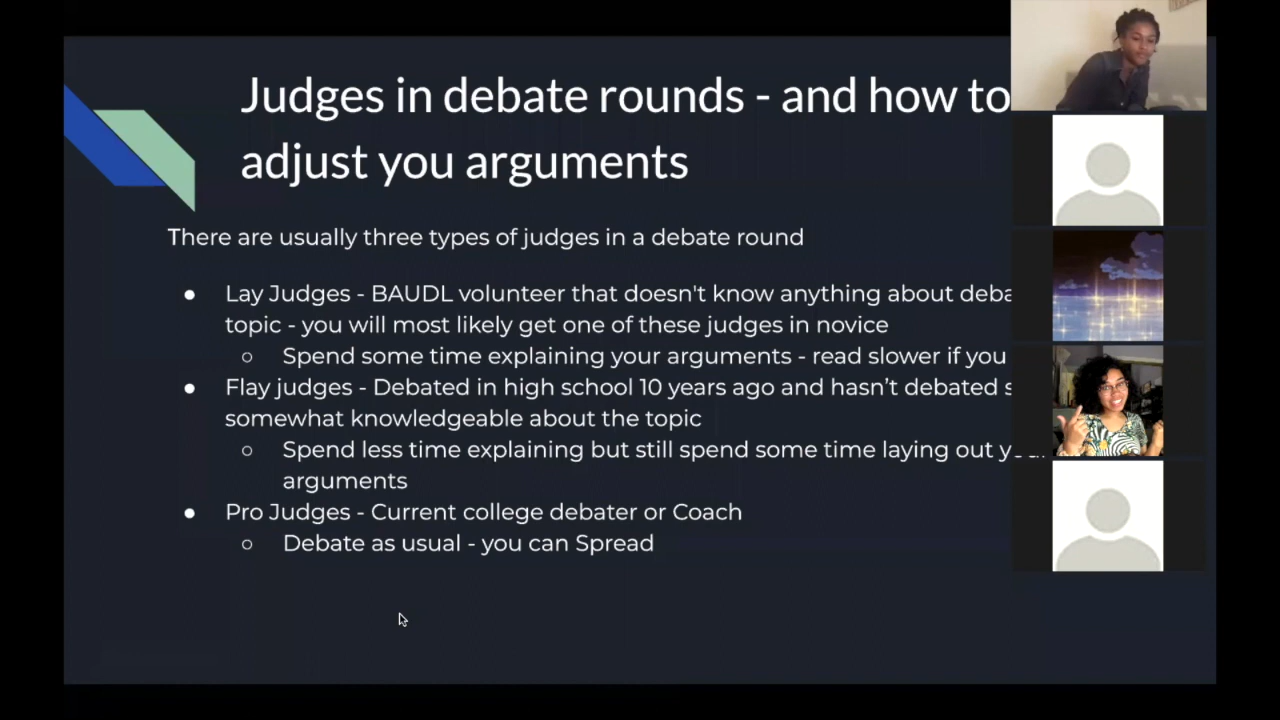 Judges in debate rounds - and how to
adjust you arguments
There are usually three types of judges in a debate round
● Lay Judges - BAUDL volunteer that doesn't know anything about
topic - you will most likely get one of these judges in novice
○ Spend some time explaining your arguments - read slower if you
● Flay judges - Debated in high school 10 years ago and hasn’t debated
somewhat knowledgeable about the topic
○ Spend less time explaining but still spend some time laying out
arguments
● Pro Judges - Current college debater or Coach
○ Debate as usual - you can Spread